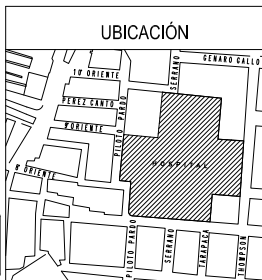 UBICACIÓN
SERRANO
GENARO GALLO
10 ORIENTE
PEREZ CANTO
9 ORIENTE
PILOTO PARDO
HOSPITAL
8 ORIENTE
PILOTO PARDO
SERRANO
TARAPACA
THOMPSON